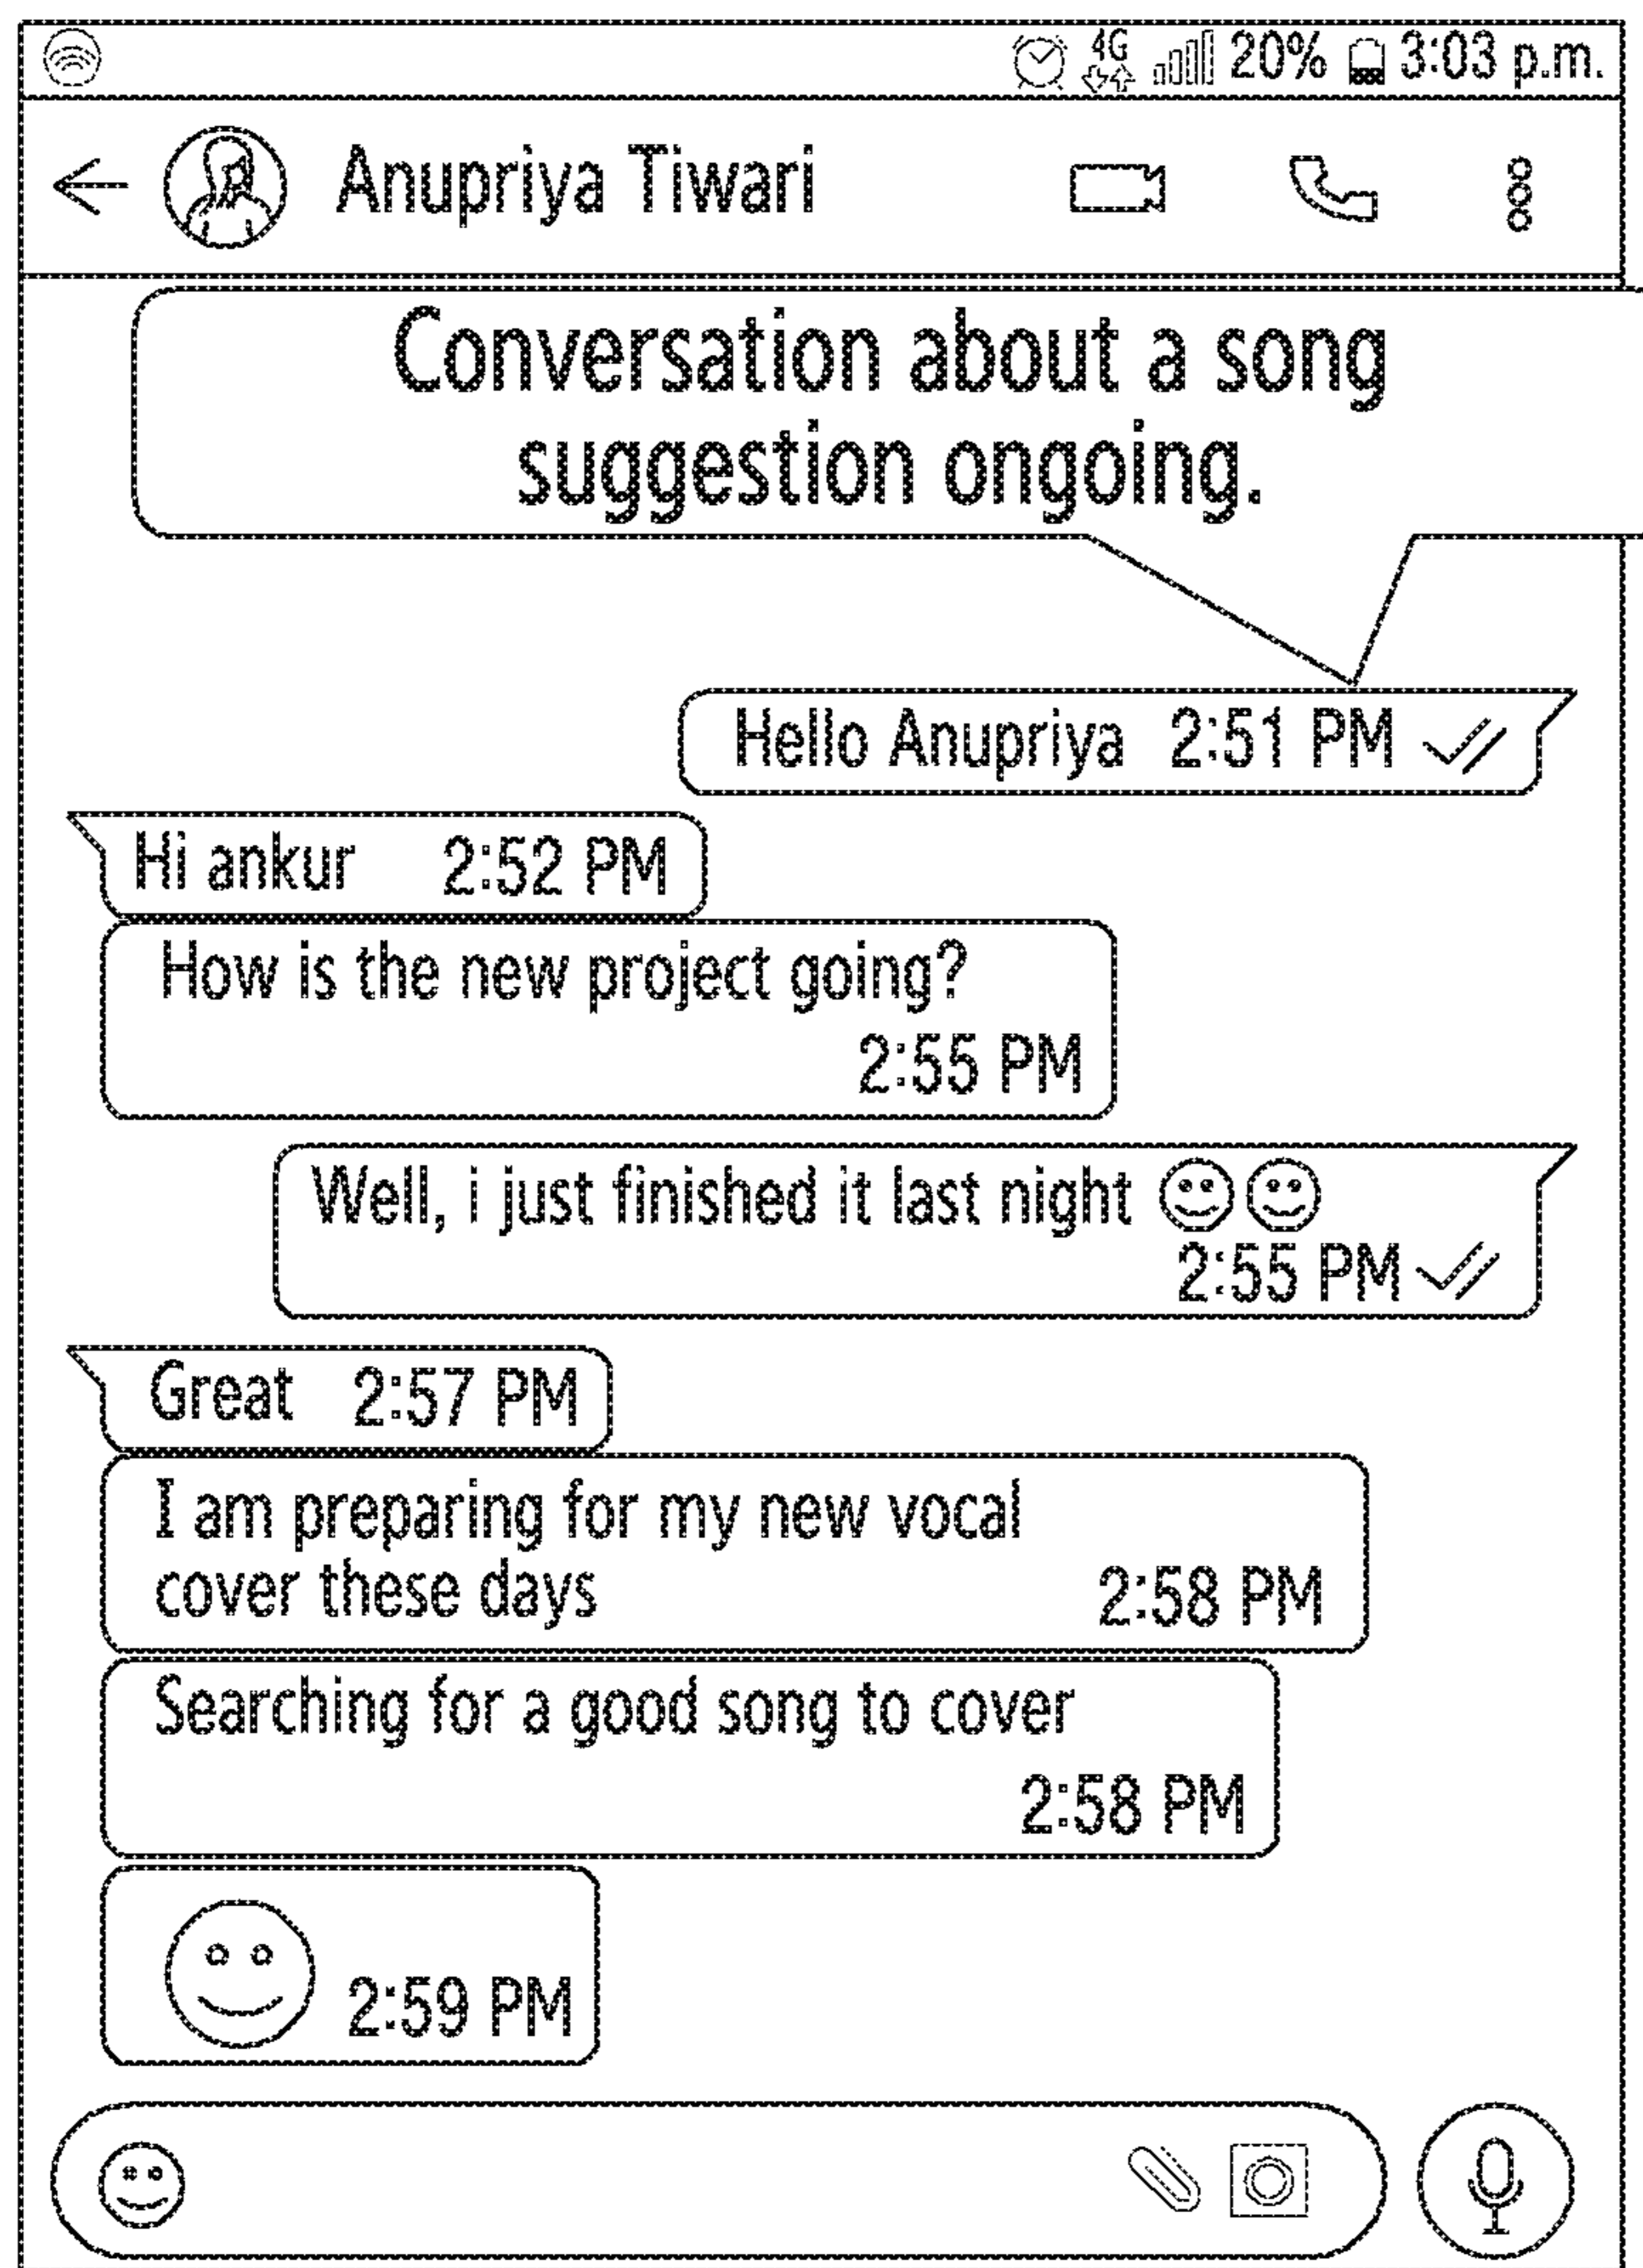 4G 20% 3:03 p.m.
Anupriya Tiwari
Conversation about a song
suggestion ongoing.
Hello Anupriya 2:51 PM
Hi ankur 2:52 PM
How is the new project going?
2:55 PM
Well, i just finished it last night
2:55 PM
Great 2:57 PM
I am preparing for my new vocal
cover these days 2:58 PM
Searching for a good song to cover
2:58 PM
2:59 PM